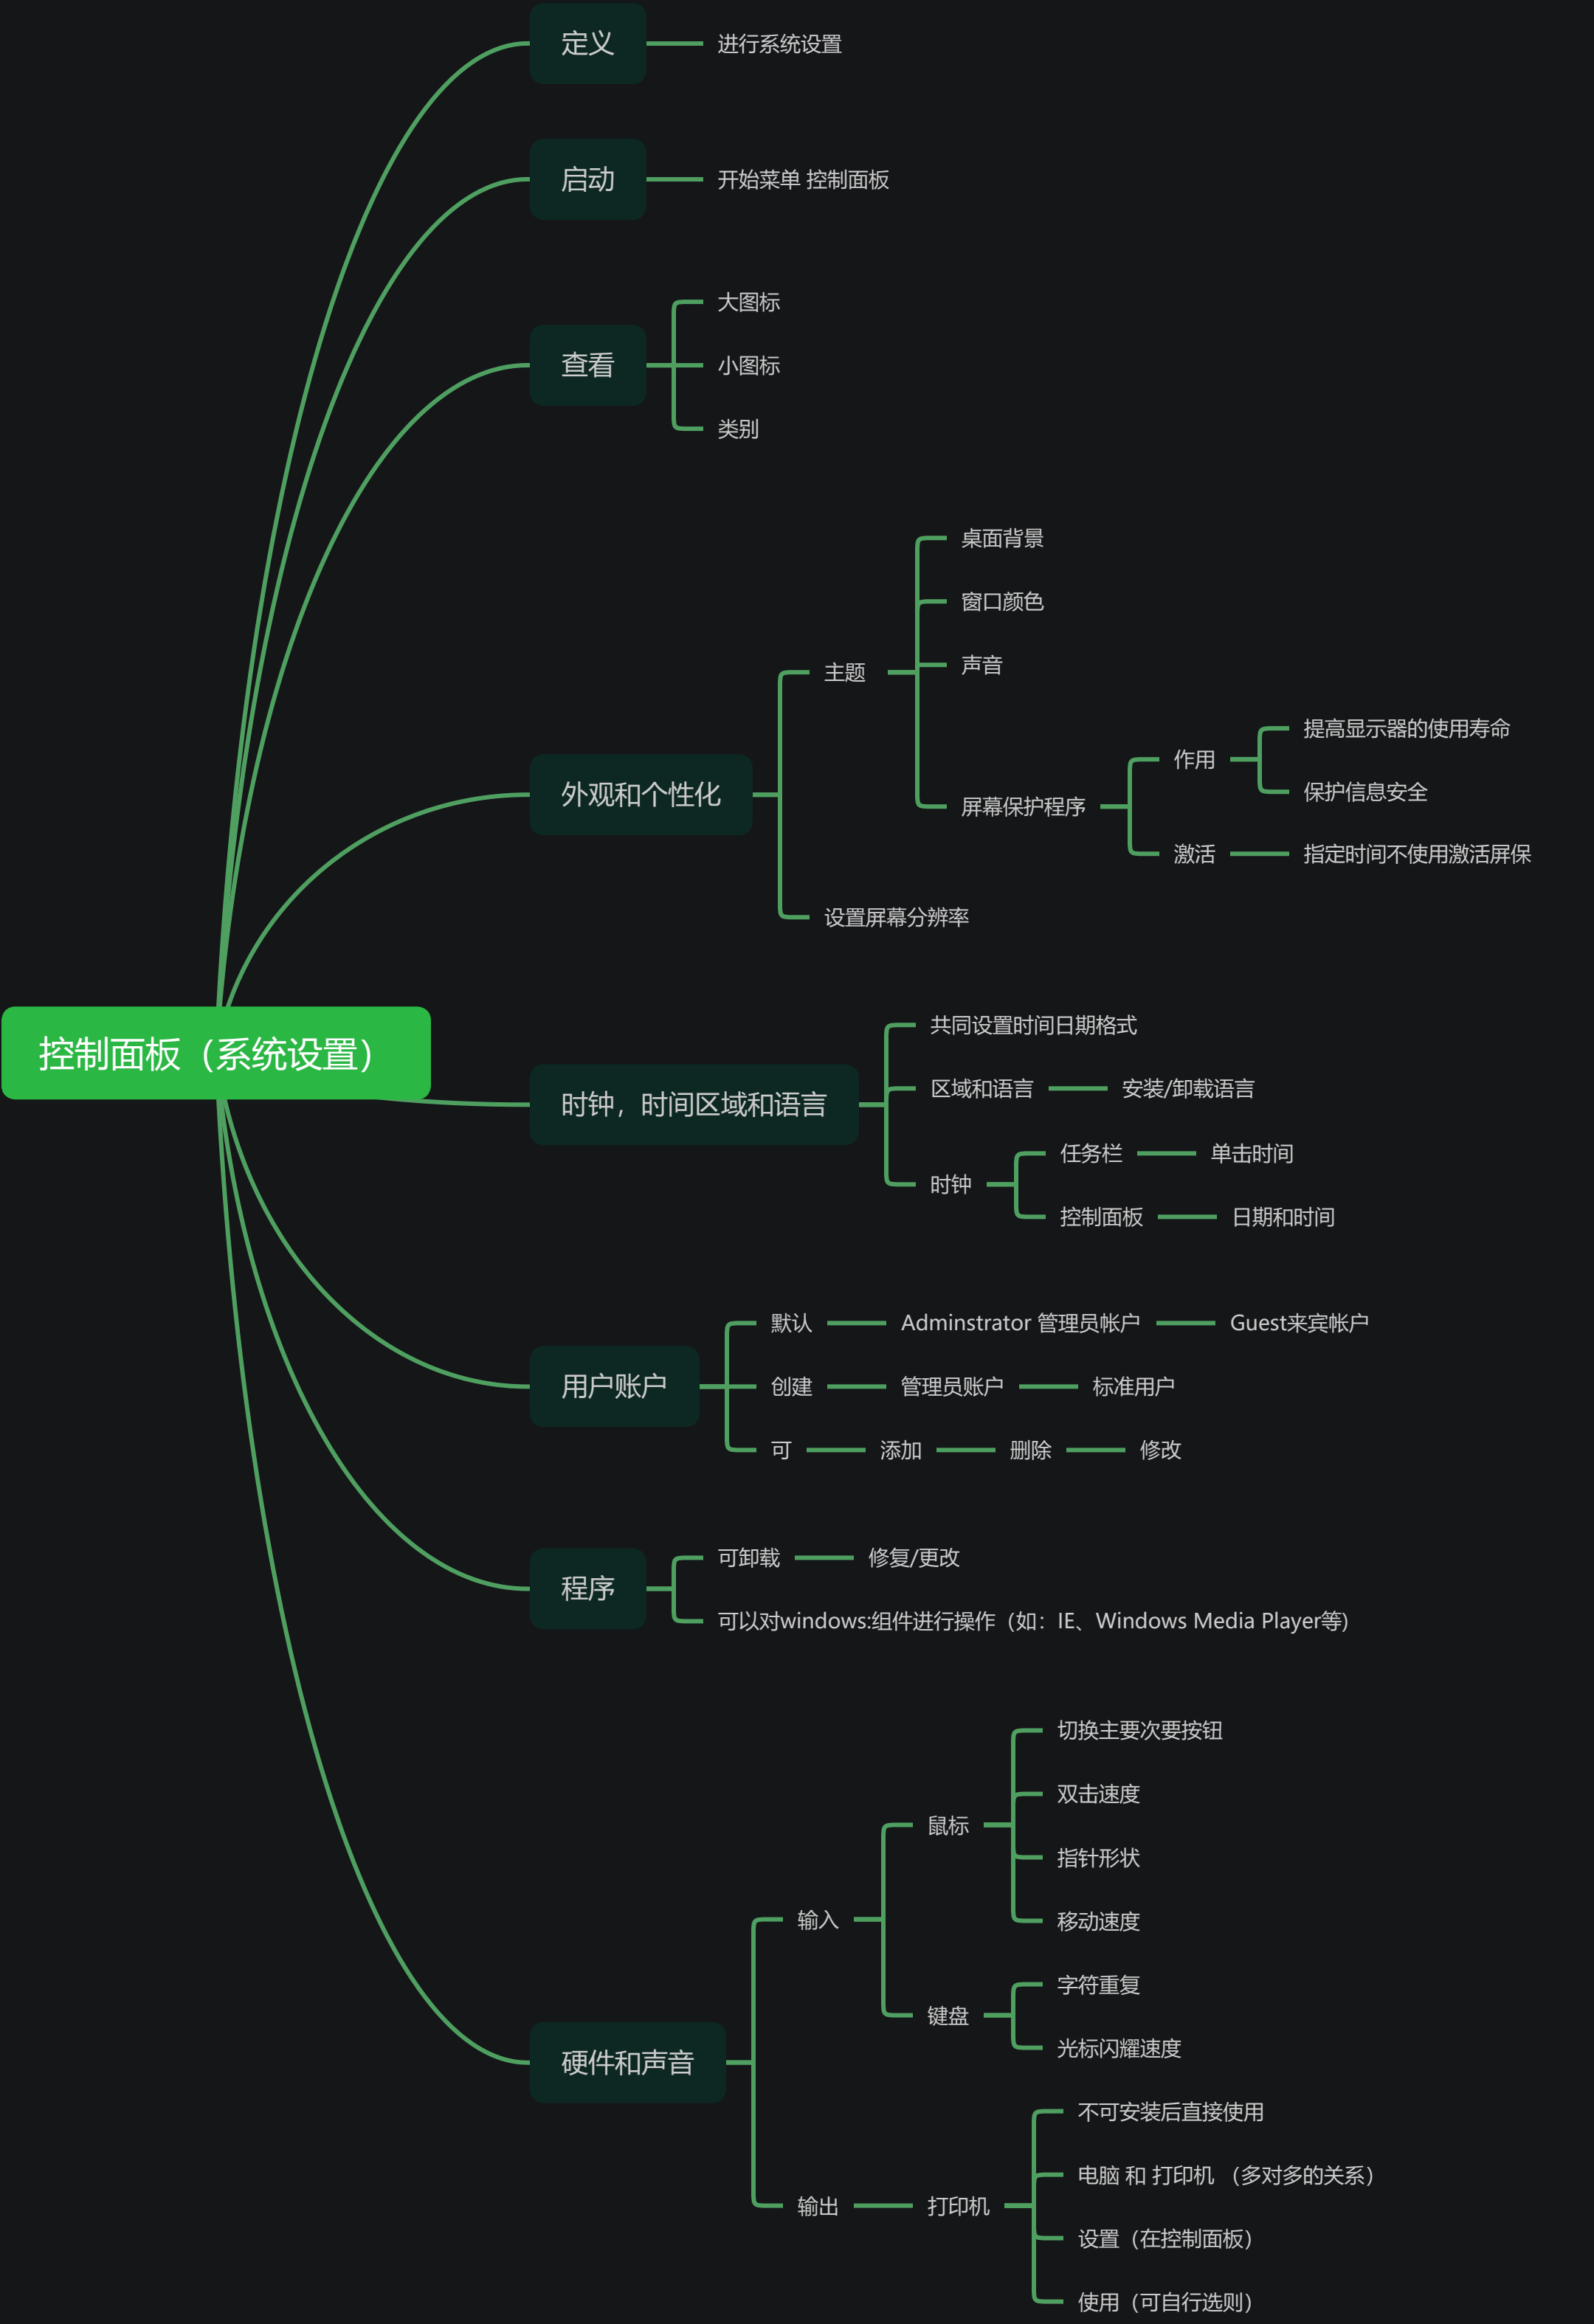 控制面板（系统设置）
定义
进行系统设置
启动
开始菜单 控制面板
查看
大图标
小图标
类别
外观和个性化
主题
桌面背景
窗口颜色
声音
屏幕保护程序
作用
提高显示器的使用寿命
保护信息安全
激活
指定时间不使用激活屏保
设置屏幕分辨率
时钟，时间区域和语言
共同设置时间日期格式
区域和语言
安装/卸载语言
时钟
任务栏
单击时间
控制面板
日期和时间
用户账户
默认
Adminstrator 管理员帐户
Guest来宾帐户
创建
管理员账户
标准用户
可
添加
删除
修改
程序
可卸载
修复/更改
可以对windows:组件进行操作（如：IE、Windows Media Player等）
硬件和声音
输入
鼠标
切换主要次要按钮
双击速度
指针形状
移动速度
键盘
字符重复
光标闪耀速度
输出
打印机
不可安装后直接使用
电脑 和 打印机 （多对多的关系）
设置（在控制面板）
使用（可自行选则）